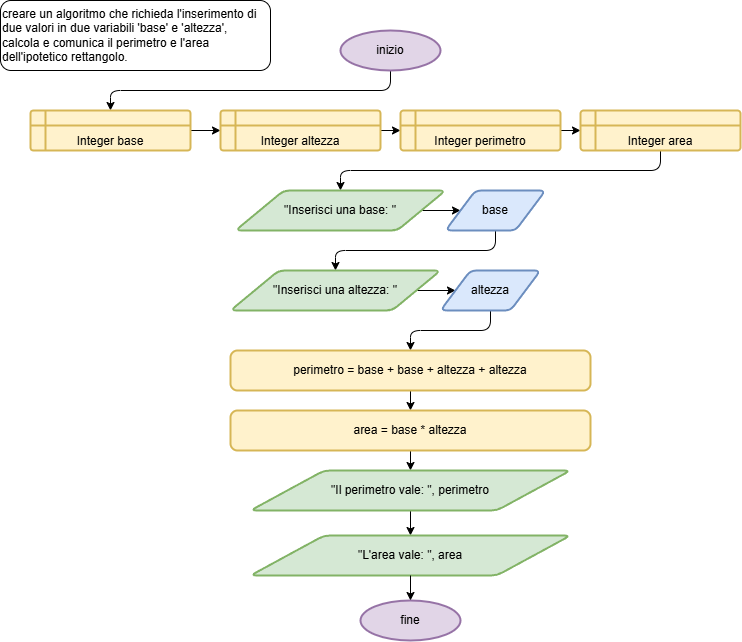 creare un algoritmo che richieda l'inserimento di
due valori in due variabili 'base' e 'altezza',
calcola e comunica il perimetro e l'area
dell'ipotetico rettangolo.
inizio
Integer base
Integer altezza
Integer perimetro
Integer area
"Inserisci una base: "
base
"Inserisci una altezza: "
altezza
perimetro = base + base + altezza + altezza
area = base * altezza
"Il perimetro vale: ", perimetro
"L'area vale: ", area
fine